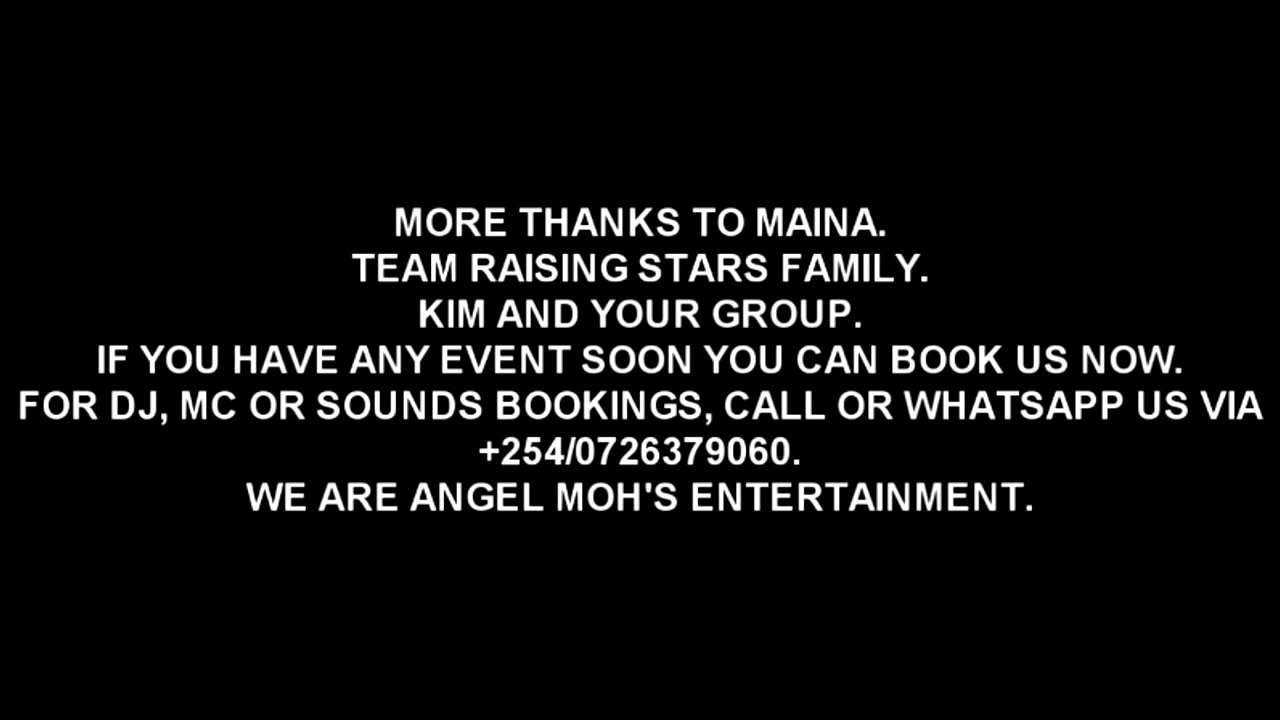 MORE THANKS TO MAINA.
TEAM RAISING STARS FAMILY.
KIM AND YOUR GROUP.
IF YOU HAVE ANY EVENT SOON YOU CAN BOOK US NOW.
FOR DJ, MC OR SOUNDS BOOKINGS, CALL OR WHATSAPP US VIA
+254/0726379060.
WE ARE ANGEL MOH'S ENTERTAINMENT.